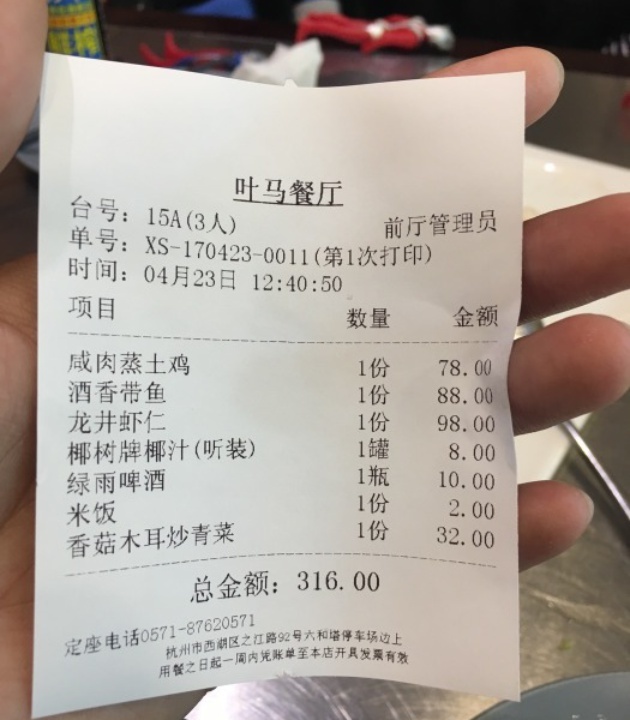 叶马餐厅
台号：15A(3人) 前厅管理员
单号：XS-170423-0011(第1次打印)
时间：04月23日 12:40:50
项目 数量 金额
咸肉蒸土鸡 1份 78.00
酒香带鱼 1份 88.00
龙井虾仁 1份 98.00
椰树牌椰汁(听装) 1罐 8.00
绿雨啤酒 1瓶 10.00
米饭 1份 2.00
香菇木耳炒青菜 1份 32.00
总金额：316.00
定座电话0571-87620571
杭州市西湖区之江路92号六和塔停车场边上
用餐之日起一周内凭账单至本店开具发票有效